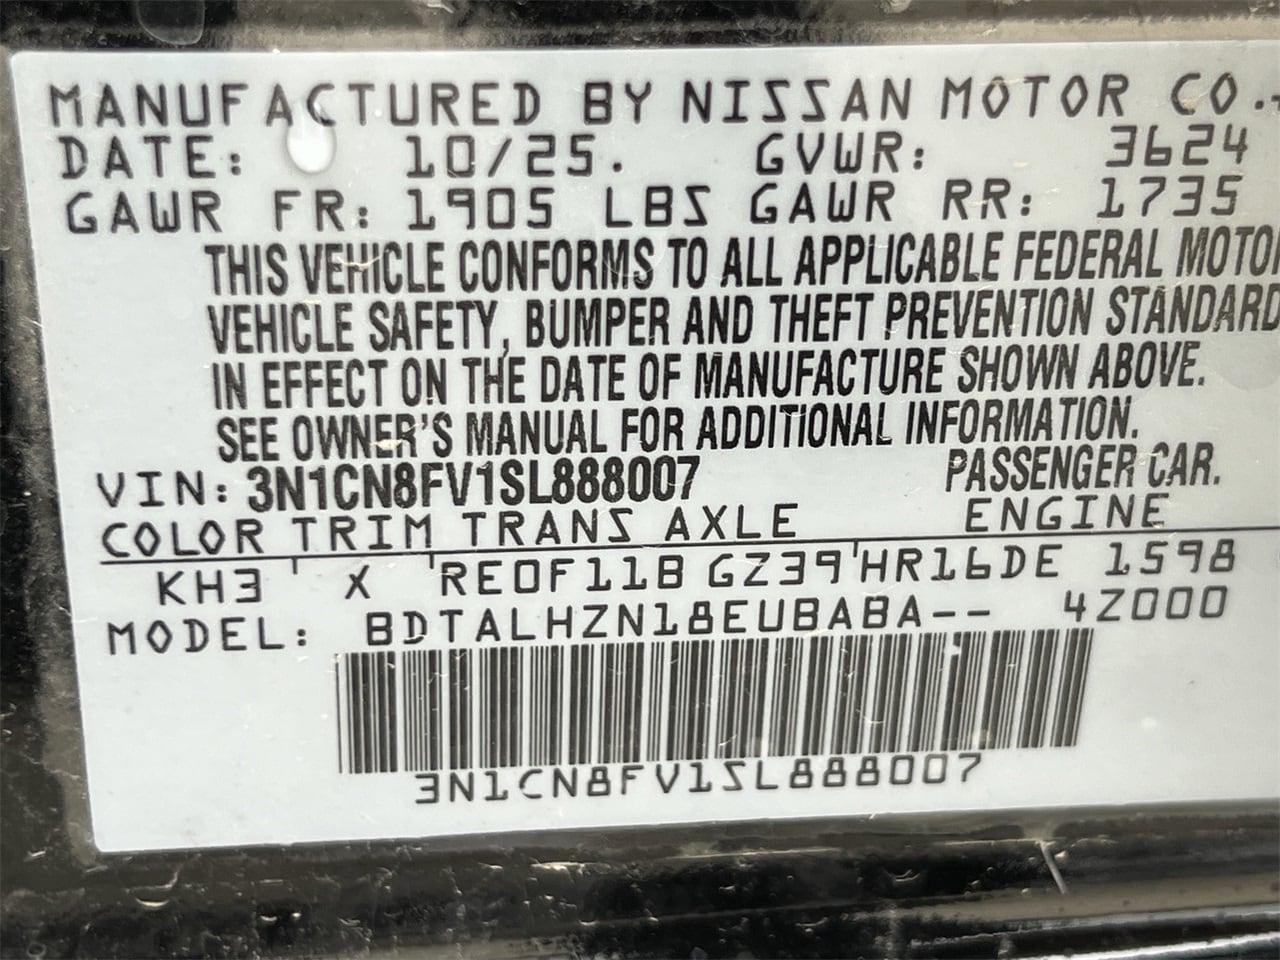 MANUFACTURED BY NISSAN MOTOR CO.,
DATE: 10/25. GVWR: 3624
GAWR FR: 1905 LBS GAWR RR: 1735
THIS VEHICLE CONFORMS TO ALL APPLICABLE FEDERAL MOTOR
VEHICLE SAFETY, BUMPER AND THEFT PREVENTION STANDARD
IN EFFECT ON THE DATE OF MANUFACTURE SHOWN ABOVE.
SEE OWNER'S MANUAL FOR ADDITIONAL INFORMATION.
VIN: 3N1CN8FV1SL888007 PASSENGER CAR.
COLOR TRIM TRANS AXLE ENGINE
KH3 ' X 'RE0F11B GZ39'HR16DE 1598
MODEL: BDTALHZN18EUBABA-- 4Z000
3N1CN8FV1SL888007